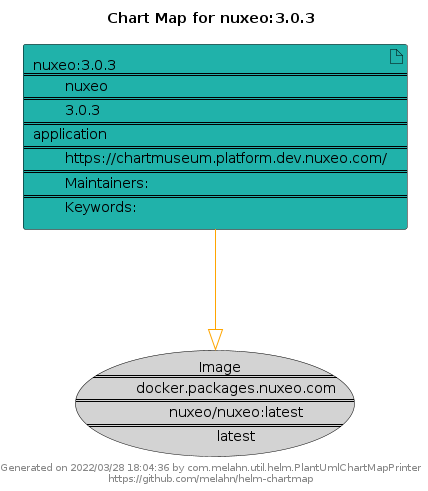 Chart Map for nuxeo:3.0.3
nuxeo:3.0.3
nuxeo
3.0.3
application
https://chartmuseum.platform.dev.nuxeo.com/
Maintainers:
Keywords:
Image
docker.packages.nuxeo.com
nuxeo/nuxeo:latest
latest
Generated on 2022/03/28 18:04:36 by com.melahn.util.helm.PlantUmlChartMapPrinter
https://github.com/melahn/helm-chartmap